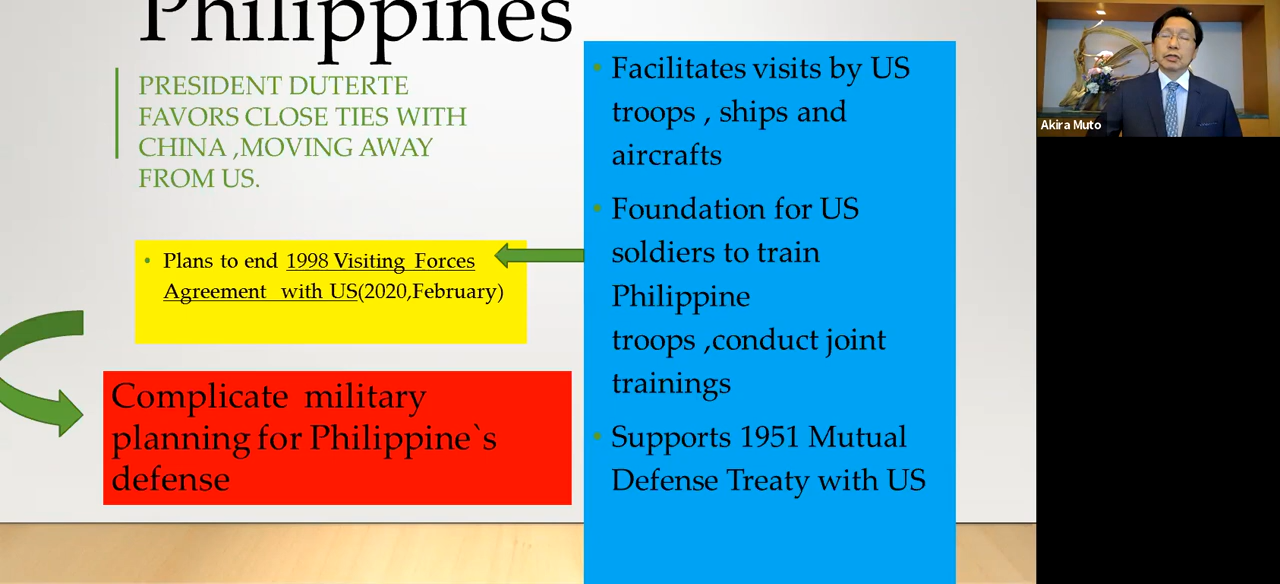 Philippines
PRESIDENT DUTERTE
FAVORS CLOSE TIES WITH
CHINA ,MOVING AWAY
FROM US.
• Plans to end 1998 Visiting Forces
Agreement with US(2020,February)
Complicate military
planning for Philippine`s
defense
• Facilitates visits by US
troops , ships and
aircrafts
• Foundation for US
soldiers to train
Philippine
troops ,conduct joint
trainings
• Supports 1951 Mutual
Defense Treaty with US
Akira Muto